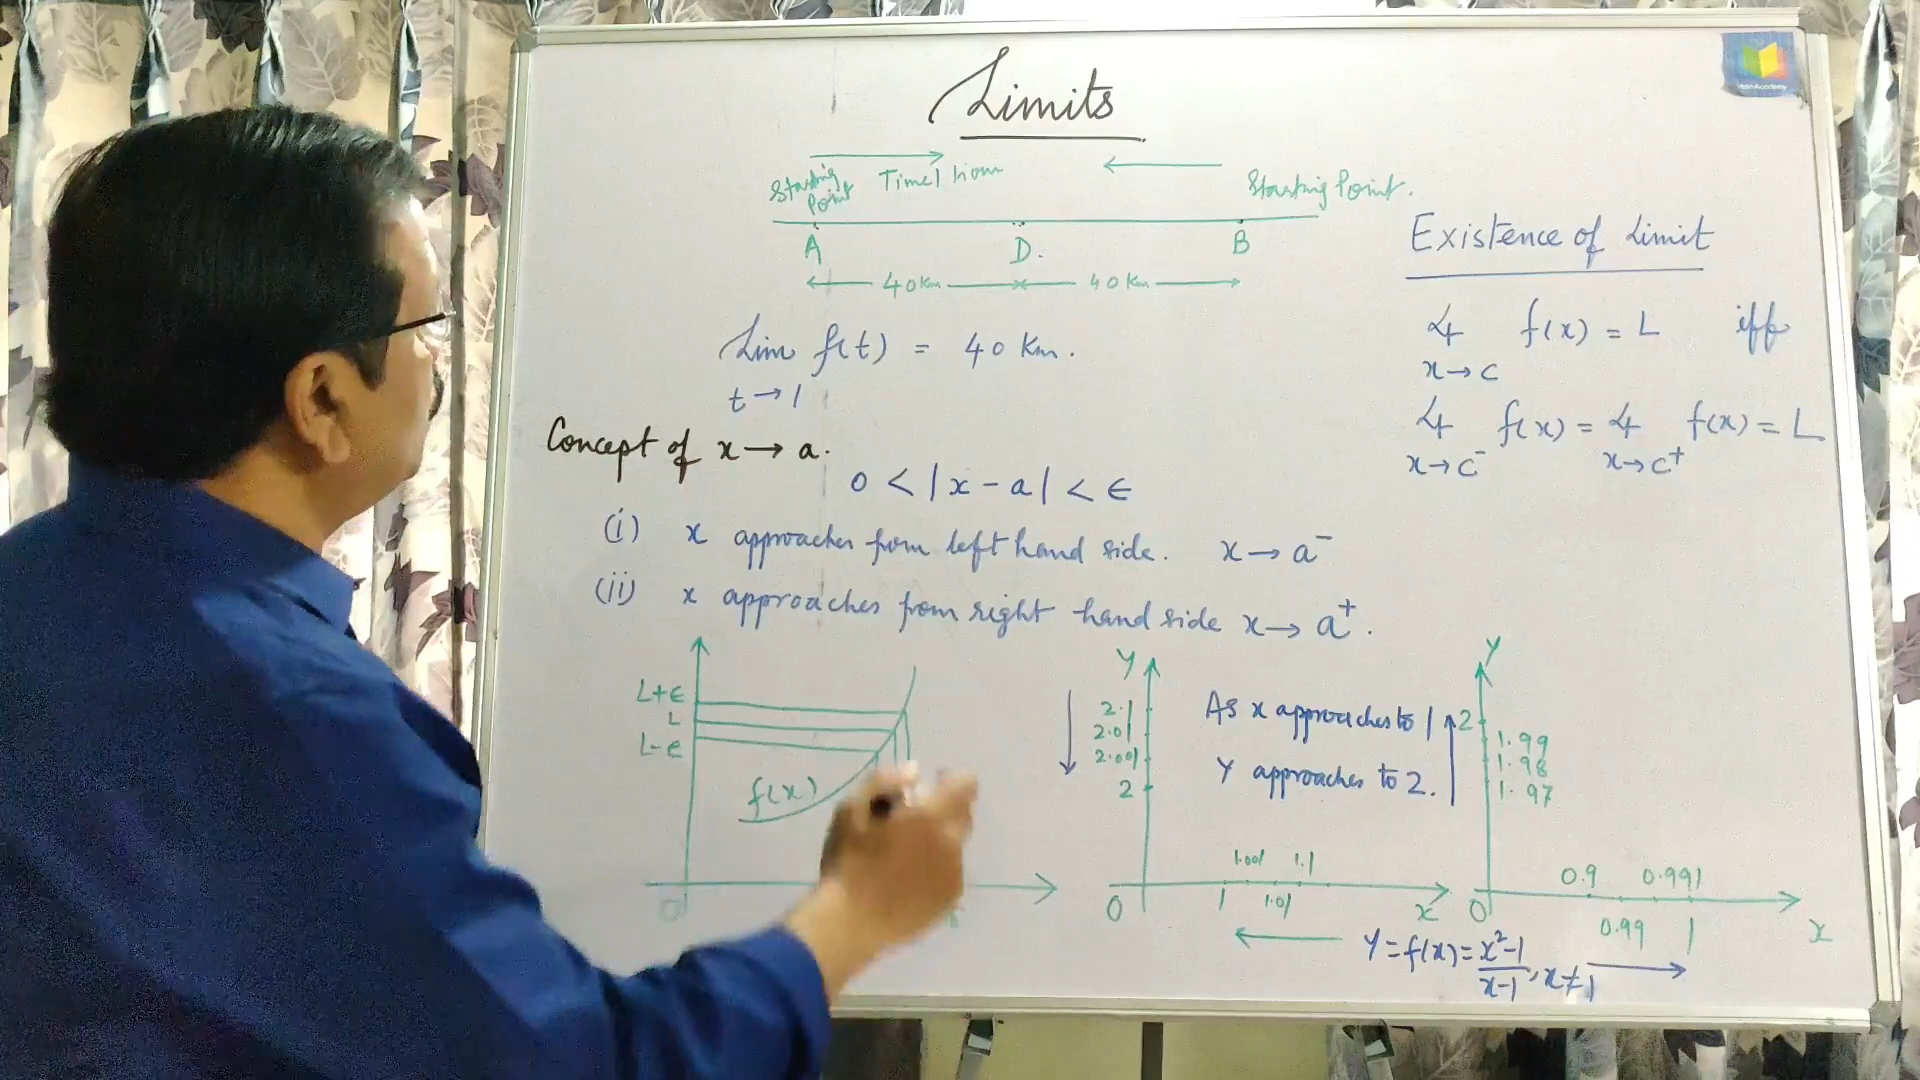 Limits
Starting Point
Time 1 hour
Starting Point.
A
D.
B
40 Km
40 Km
Lim f(t) = 40 Km.
t → 1
Existence of Limit
Lt f(x) = L iff
x → c
Lt f(x) = Lt f(x) = L
x → c⁻ x → c⁺
Concept of x → a.
0 < |x - a| < ϵ
(i) x approaches from left hand side. x → a⁻
(ii) x approaches from right hand side x → a⁺.
L+ϵ
L
L-ϵ
f(x)
O
Y
2.1
2.01
2.001
2
As x approaches to 1
Y approaches to 2.
1.001 1.1
O 1 1.01 x
Y
2
1.99
1.98
1.97
0.9 0.991
O 0.99 1 x
Y = f(x) = x²-1
x-1 , x ≠ 1